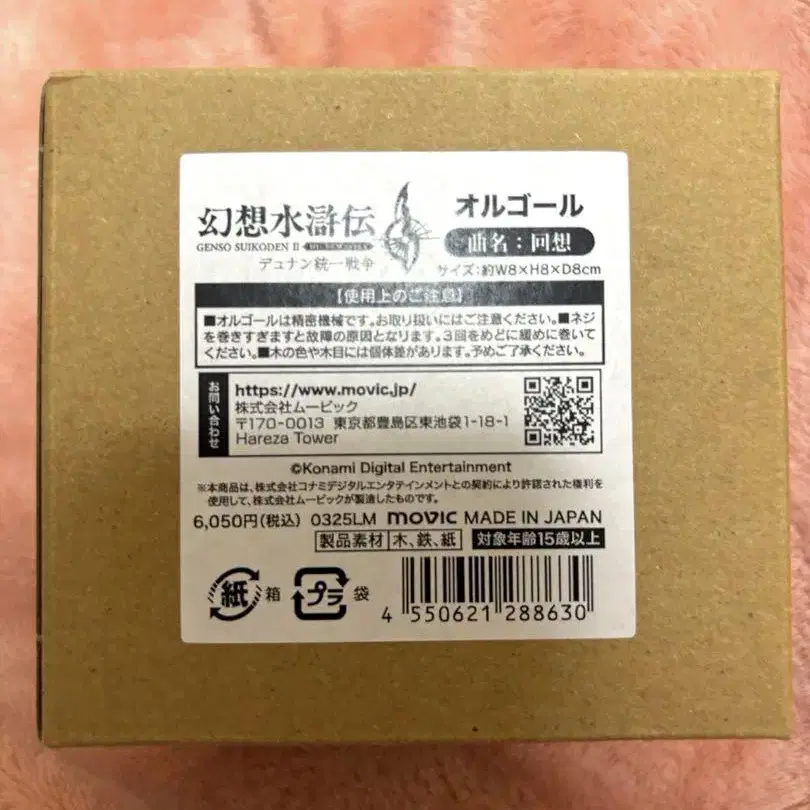 幻想水滸伝
GENSO SUIKODEN II
デュナン統一戦争
オルゴール
曲名:回想
サイズ:約W8×H8×D8cm
【使用上のご注意】
■オルゴールは精密機械です。お取り扱いにはご注意ください。■ネジ
を巻きすぎますと故障の原因となります。3回をめどに緩めに巻いて
ください。■木の色や木目には個体差があります。予めご了承ください。
お問い合わせ
https://www.movic.jp/
株式会社ムービック
〒170-0013 東京都豊島区東池袋1-18-1
Hareza Tower
©Konami Digital Entertainment
※本商品は、株式会社コナミデジタルエンタテインメントとの契約により許諾された権利を
使用して、株式会社ムービックが製造したものです。
6,050円(税込) 0325LM movic MADE IN JAPAN
製品素材 木、鉄、紙 対象年齢15歳以上
紙 箱 プラ 袋
4 550621 288630